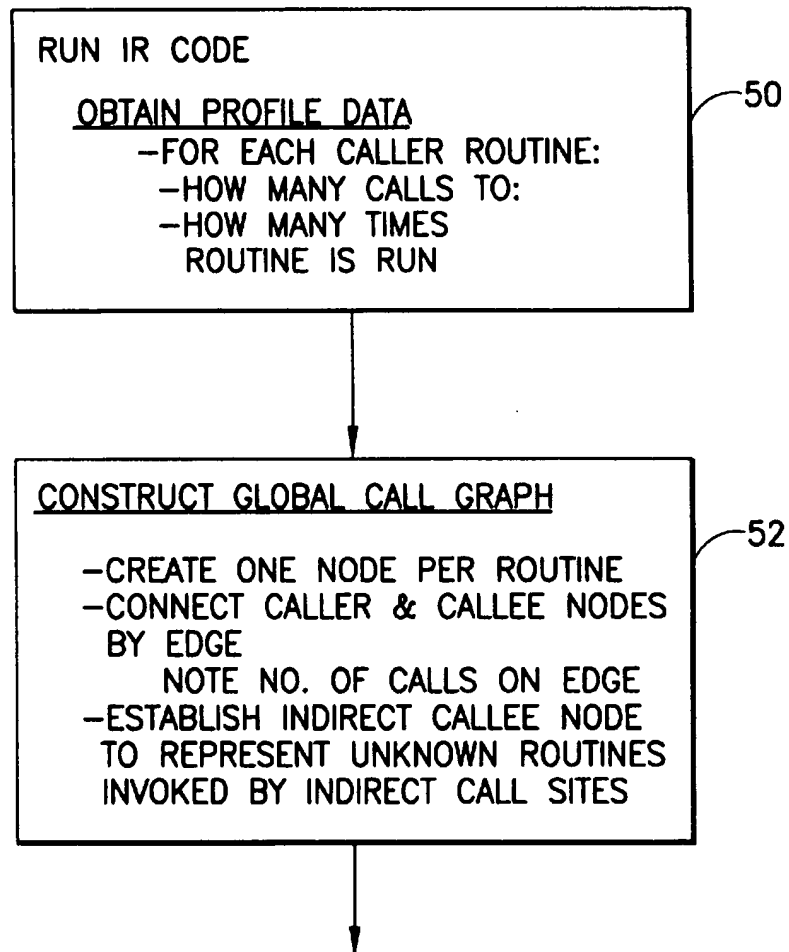 RUN IR CODE
OBTAIN PROFILE DATA
-FOR EACH CALLER ROUTINE:
-HOW MANY CALLS TO:
-HOW MANY TIMES
ROUTINE IS RUN
50
CONSTRUCT GLOBAL CALL GRAPH
-CREATE ONE NODE PER ROUTINE
-CONNECT CALLER & CALLEE NODES
BY EDGE
NOTE NO. OF CALLS ON EDGE
-ESTABLISH INDIRECT CALLEE NODE
TO REPRESENT UNKNOWN ROUTINES
INVOKED BY INDIRECT CALL SITES
52